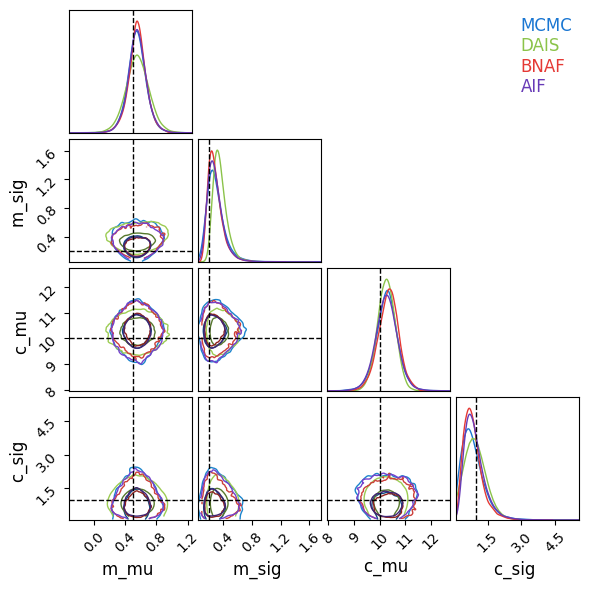 MCMC
DAIS
BNAF
AIF
m_sig
1.6
1.2
0.8
0.4
c_mu
12
11
10
9
8
c_sig
4.5
3.0
1.5
0.0 0.4 0.8 1.2
0.4 0.8 1.2 1.6
8 9 10 11 12
1.5 3.0 4.5
m_mu m_sig c_mu c_sig